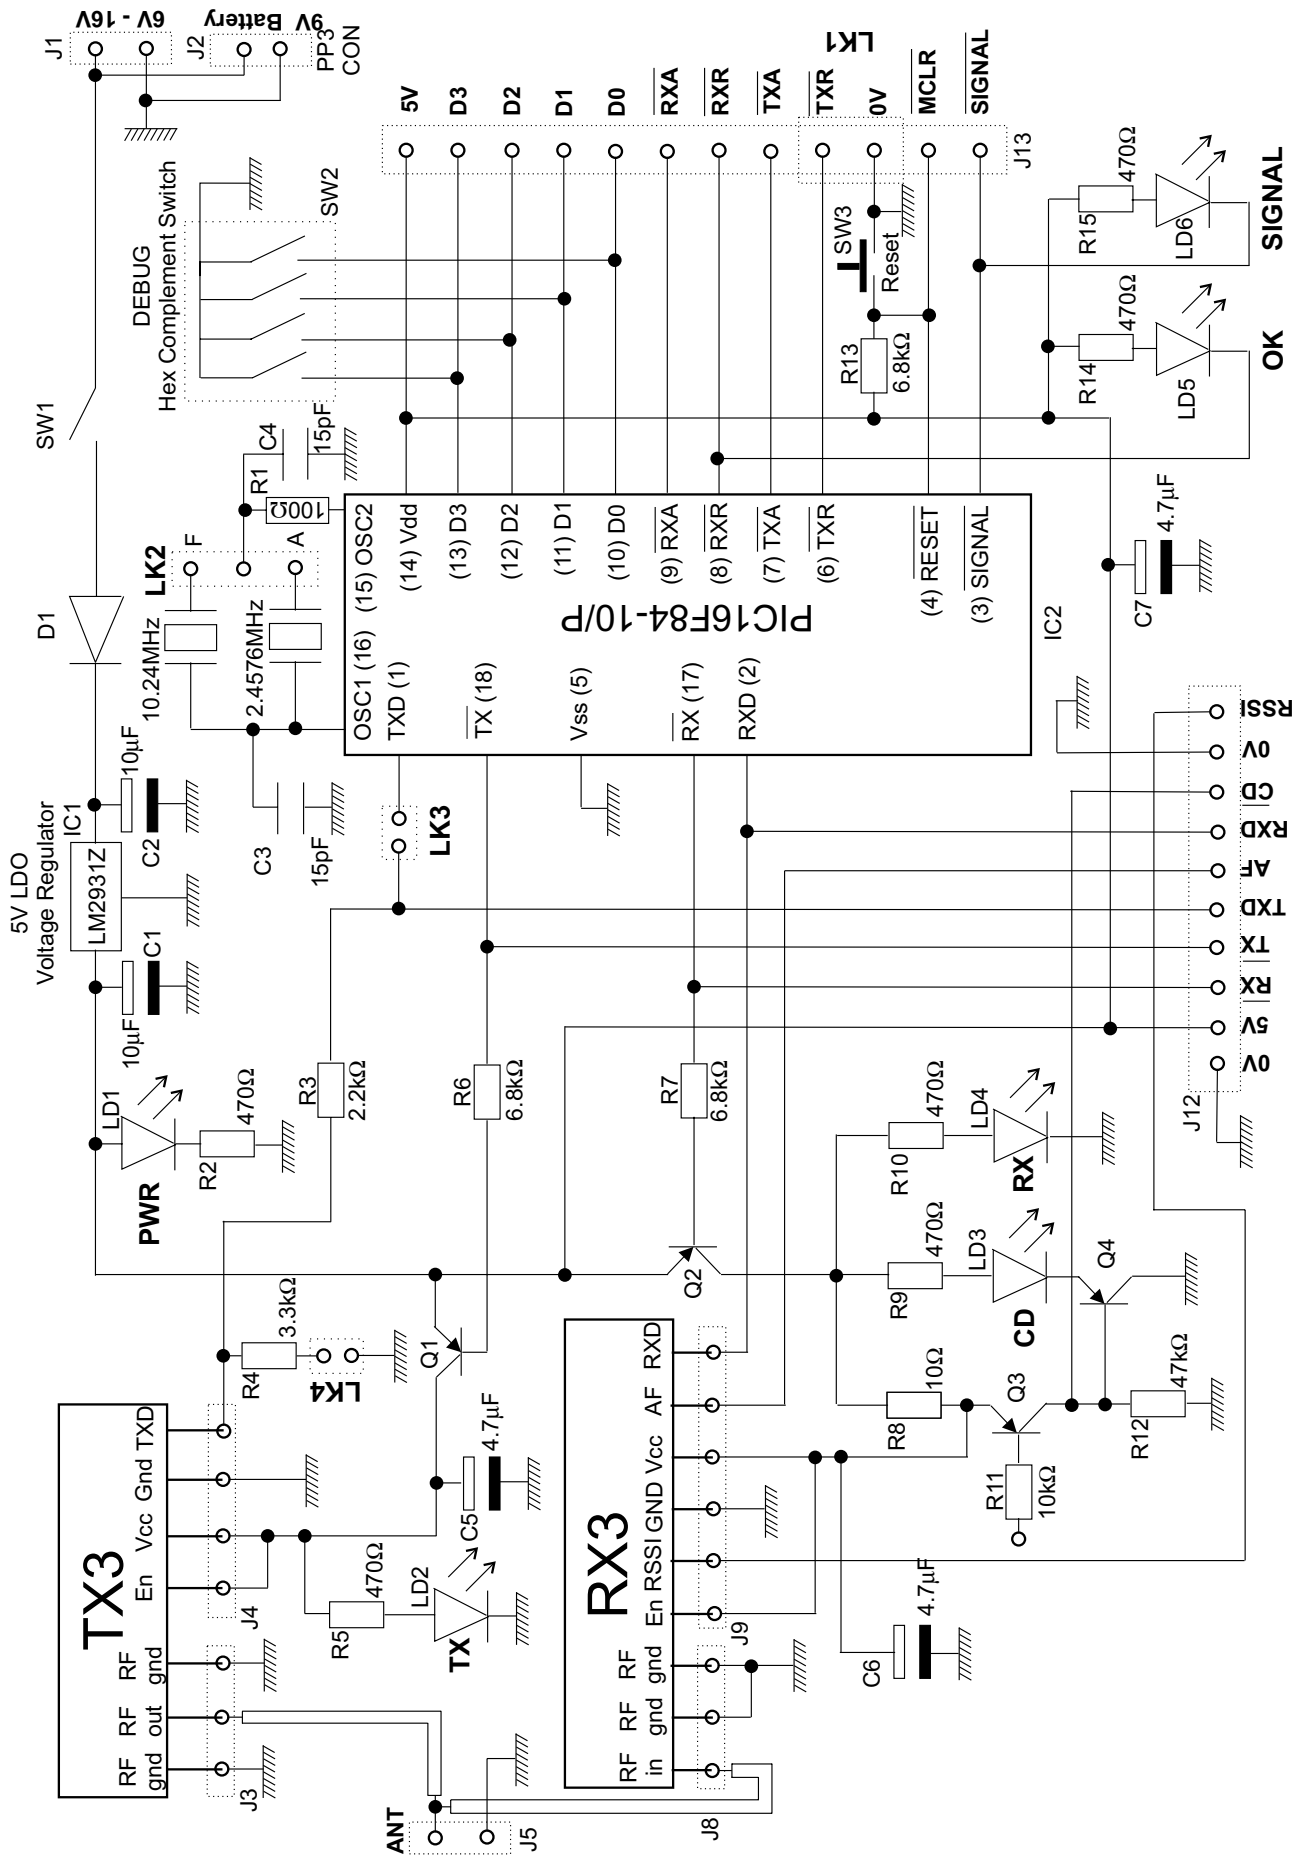 TX3
RF gnd
RF out
RF gnd
En
Vcc
Gnd
TXD
J3
J4
ANT
J5
R5
470Ω
LD2
TX
C5
4.7µF
R4
3.3kΩ
LK4
Q1
PWR
LD1
R2
470Ω
R3
2.2kΩ
R6
6.8kΩ
R7
6.8kΩ
Q2
5V LDO
Voltage Regulator
LM2931Z
IC1
10µF
C1
10µF
C2
D1
SW1
J1
6V - 16V
J2
9V
Battery
PP3
CON
10.24MHz
2.4576MHz
LK2
F
A
C3
15pF
R1
100Ω
C4
15pF
DEBUG
Hex Complement Switch
SW2
LK3
OSC1 (16)
TXD (1)
TX (18)
Vss (5)
RX (17)
RXD (2)
PIC16F84-10/P
IC2
(15) OSC2
(14) Vdd
(13) D3
(12) D2
(11) D1
(10) D0
(9) RXA
(8) RXR
(7) TXA
(6) TXR
(4) RESET
(3) SIGNAL
5V
D3
D2
D1
D0
RXA
RXR
TXA
TXR
0V
MCLR
SIGNAL
LK1
J13
SW3
Reset
R13
6.8kΩ
R14
470Ω
LD5
OK
R15
470Ω
LD6
SIGNAL
C7
4.7µF
RX3
RF in
RF gnd
RF gnd
En
RSSI
GND
Vcc
AF
RXD
J8
J9
C6
4.7µF
R8
10Ω
R9
470Ω
R10
470Ω
LD3
CD
LD4
RX
Q3
Q4
R11
10kΩ
R12
47kΩ
J12
0V
5V
RX
TX
TXD
AF
RXD
CD
0V
RSSI